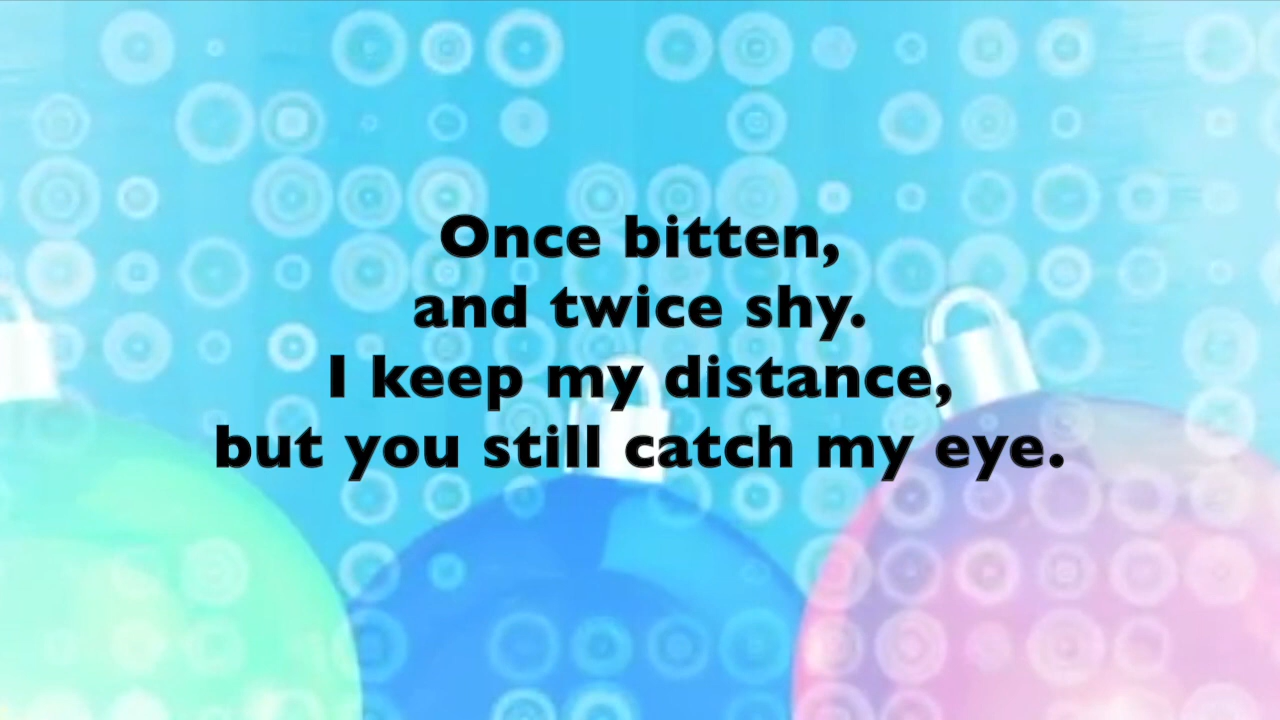 Once bitten,
and twice shy.
I keep my distance,
but you still catch my eye.